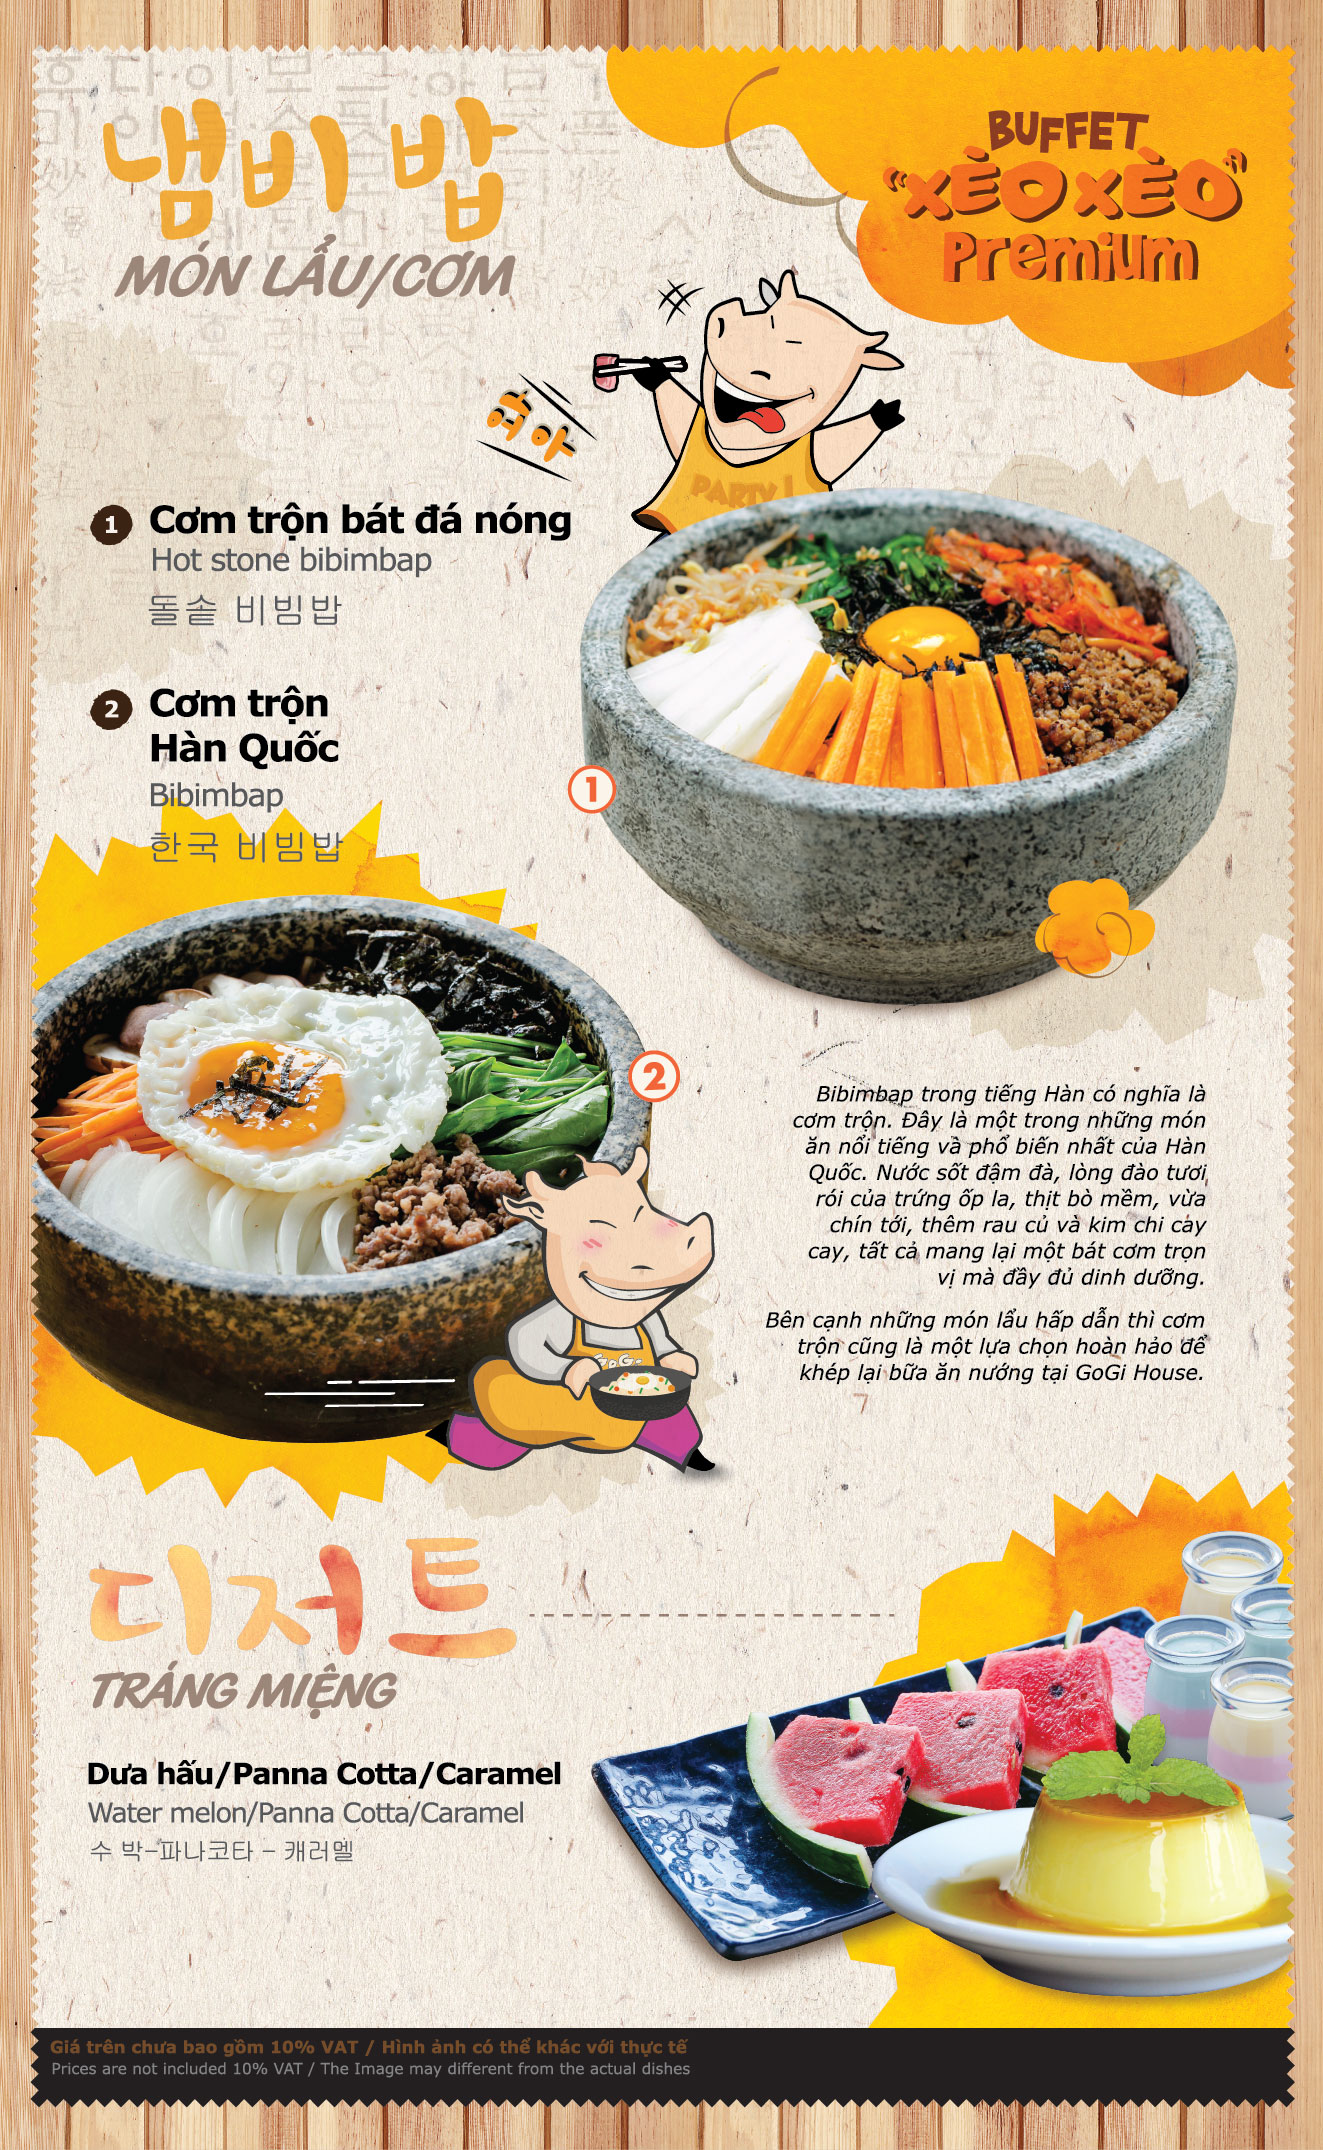 냄비 밥
MÓN LẨU/CƠM
BUFFET
"XÈO XÈO"
Premium
PARTY !
1 Cơm trộn bát đá nóng
Hot stone bibimbap
돌솥 비빔밥
2 Cơm trộn
Hàn Quốc
Bibimbap
한국 비빔밥
1
2
Bibimbap trong tiếng Hàn có nghĩa là
cơm trộn. Đây là một trong những món
ăn nổi tiếng và phổ biến nhất của Hàn
Quốc. Nước sốt đậm đà, lòng đào tươi
rói của trứng ốp la, thịt bò mềm, vừa
chín tới, thêm rau củ và kim chi cay
cay, tất cả mang lại một bát cơm trọn
vị mà đầy đủ dinh dưỡng.
Bên cạnh những món lẩu hấp dẫn thì cơm
trộn cũng là một lựa chọn hoàn hảo để
khép lại bữa ăn nướng tại GoGi House.
디저트
TRÁNG MIỆNG
Dưa hấu/Panna Cotta/Caramel
Water melon/Panna Cotta/Caramel
수 박-파나코타 - 캐러멜
Giá trên chưa bao gồm 10% VAT / Hình ảnh có thể khác với thực tế
Prices are not included 10% VAT / The Image may different from the actual dishes